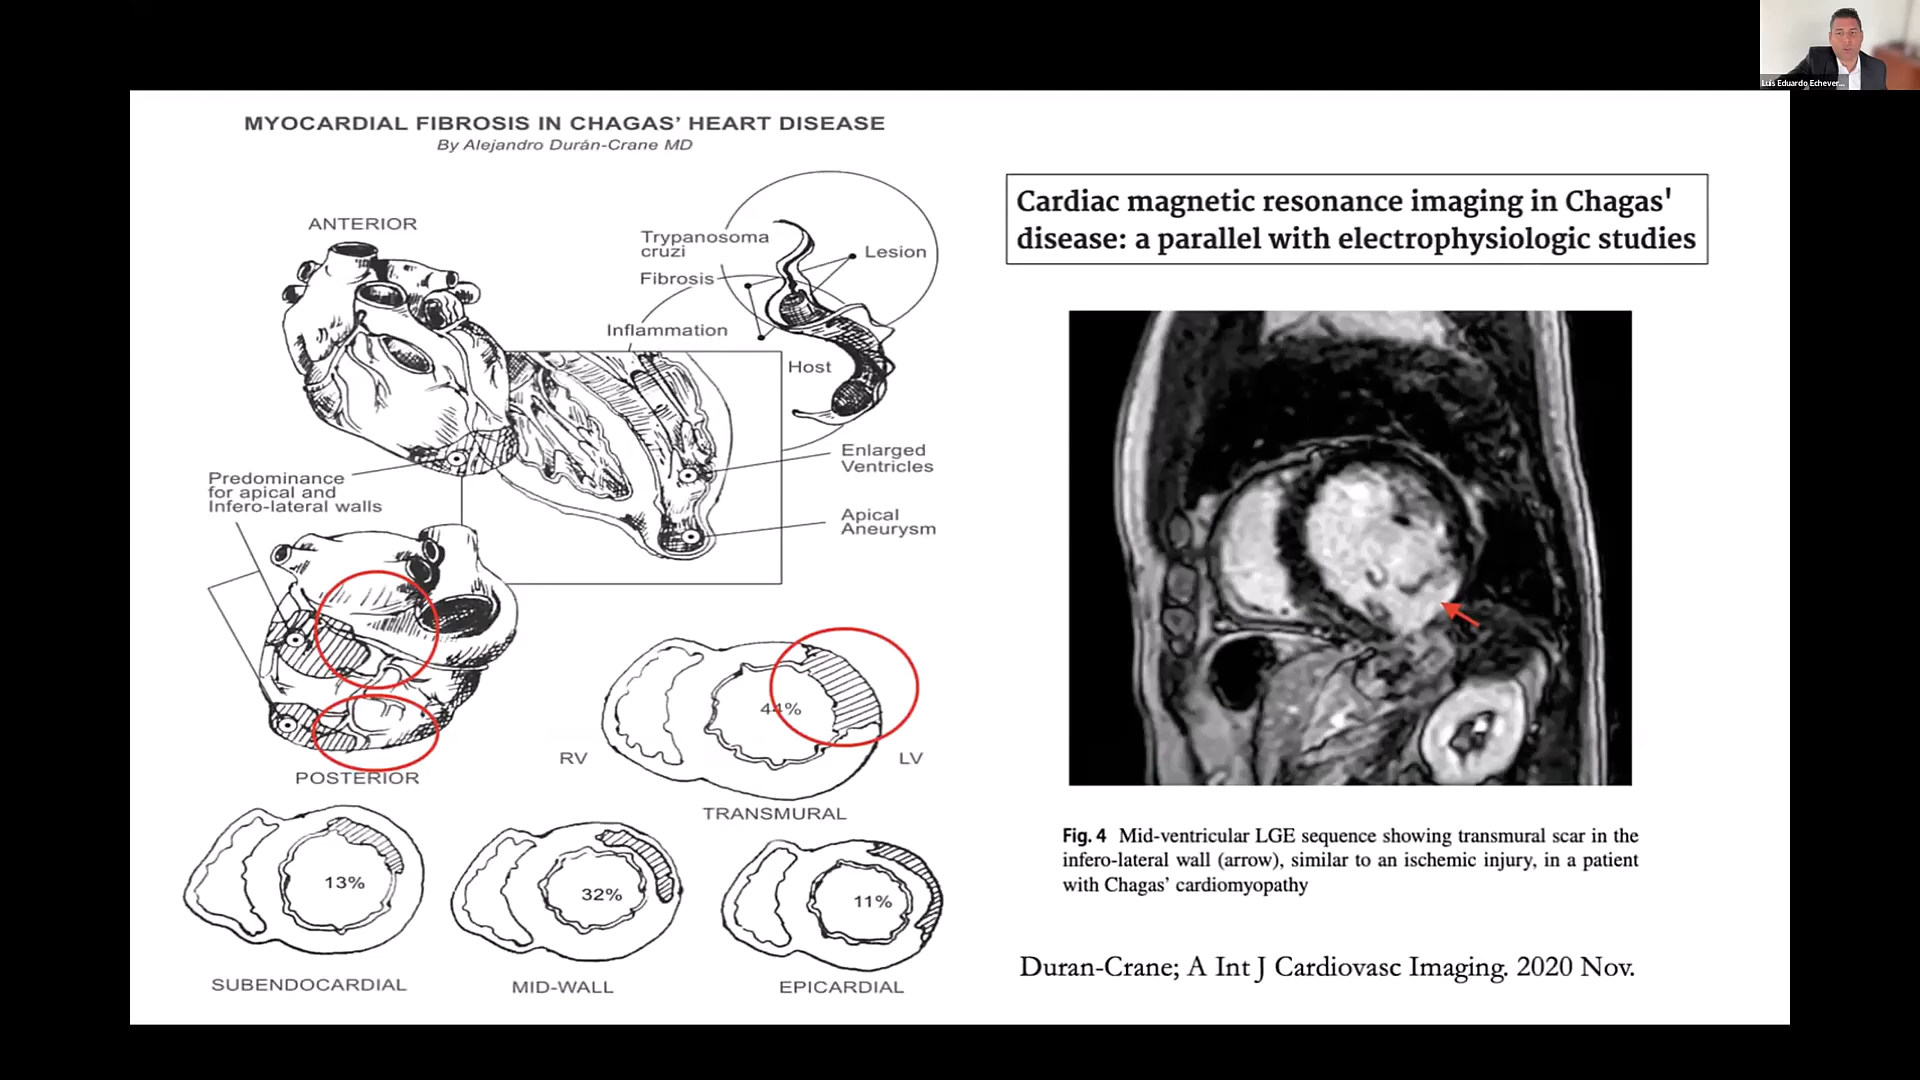 Luis Eduardo Echever...
MYOCARDIAL FIBROSIS IN CHAGAS' HEART DISEASE
By Alejandro Durán-Crane MD
ANTERIOR
Trypanosoma
cruzi
Lesion
Fibrosis
Inflammation
Host
Enlarged
Ventricles
Predominance
for apical and
Infero-lateral walls
Apical
Aneurysm
44%
RV
LV
POSTERIOR
TRANSMURAL
13%
32%
11%
SUBENDOCARDIAL
MID-WALL
EPICARDIAL
Cardiac magnetic resonance imaging in Chagas'
disease: a parallel with electrophysiologic studies
Fig. 4 Mid-ventricular LGE sequence showing transmural scar in the
infero-lateral wall (arrow), similar to an ischemic injury, in a patient
with Chagas' cardiomyopathy
Duran-Crane; A Int J Cardiovasc Imaging. 2020 Nov.